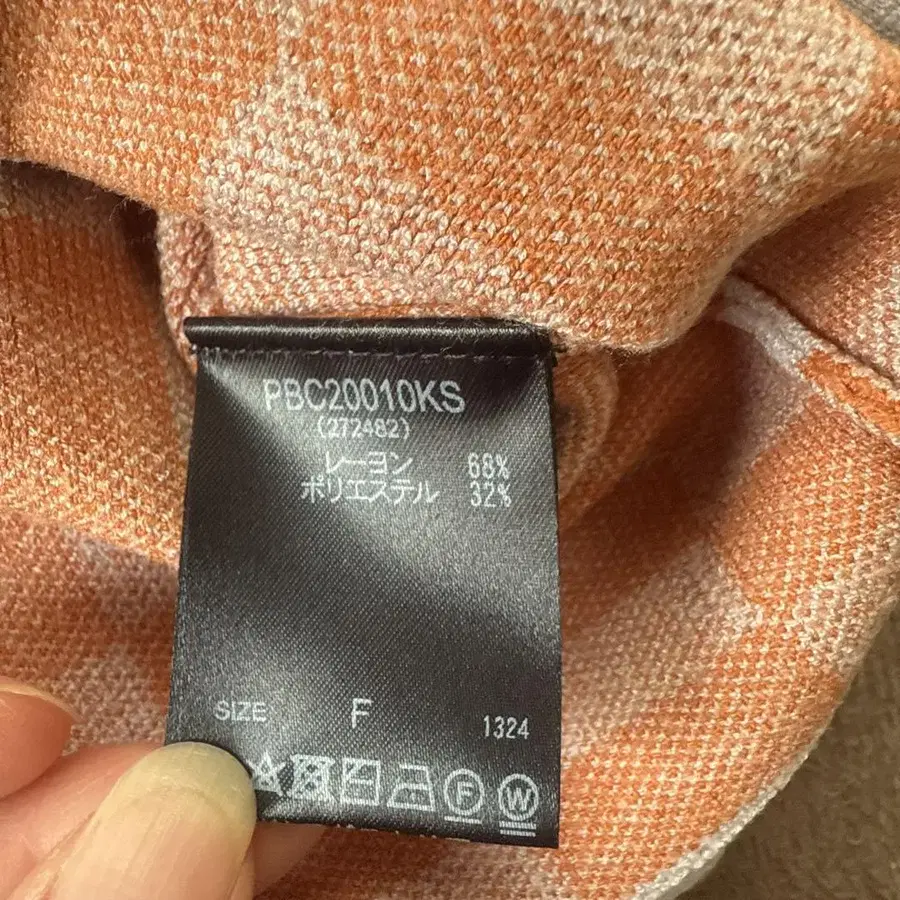 PBC20010KS
(272482)
レーヨン 68%
ポリエステル 32%
SIZE F 1324
F W